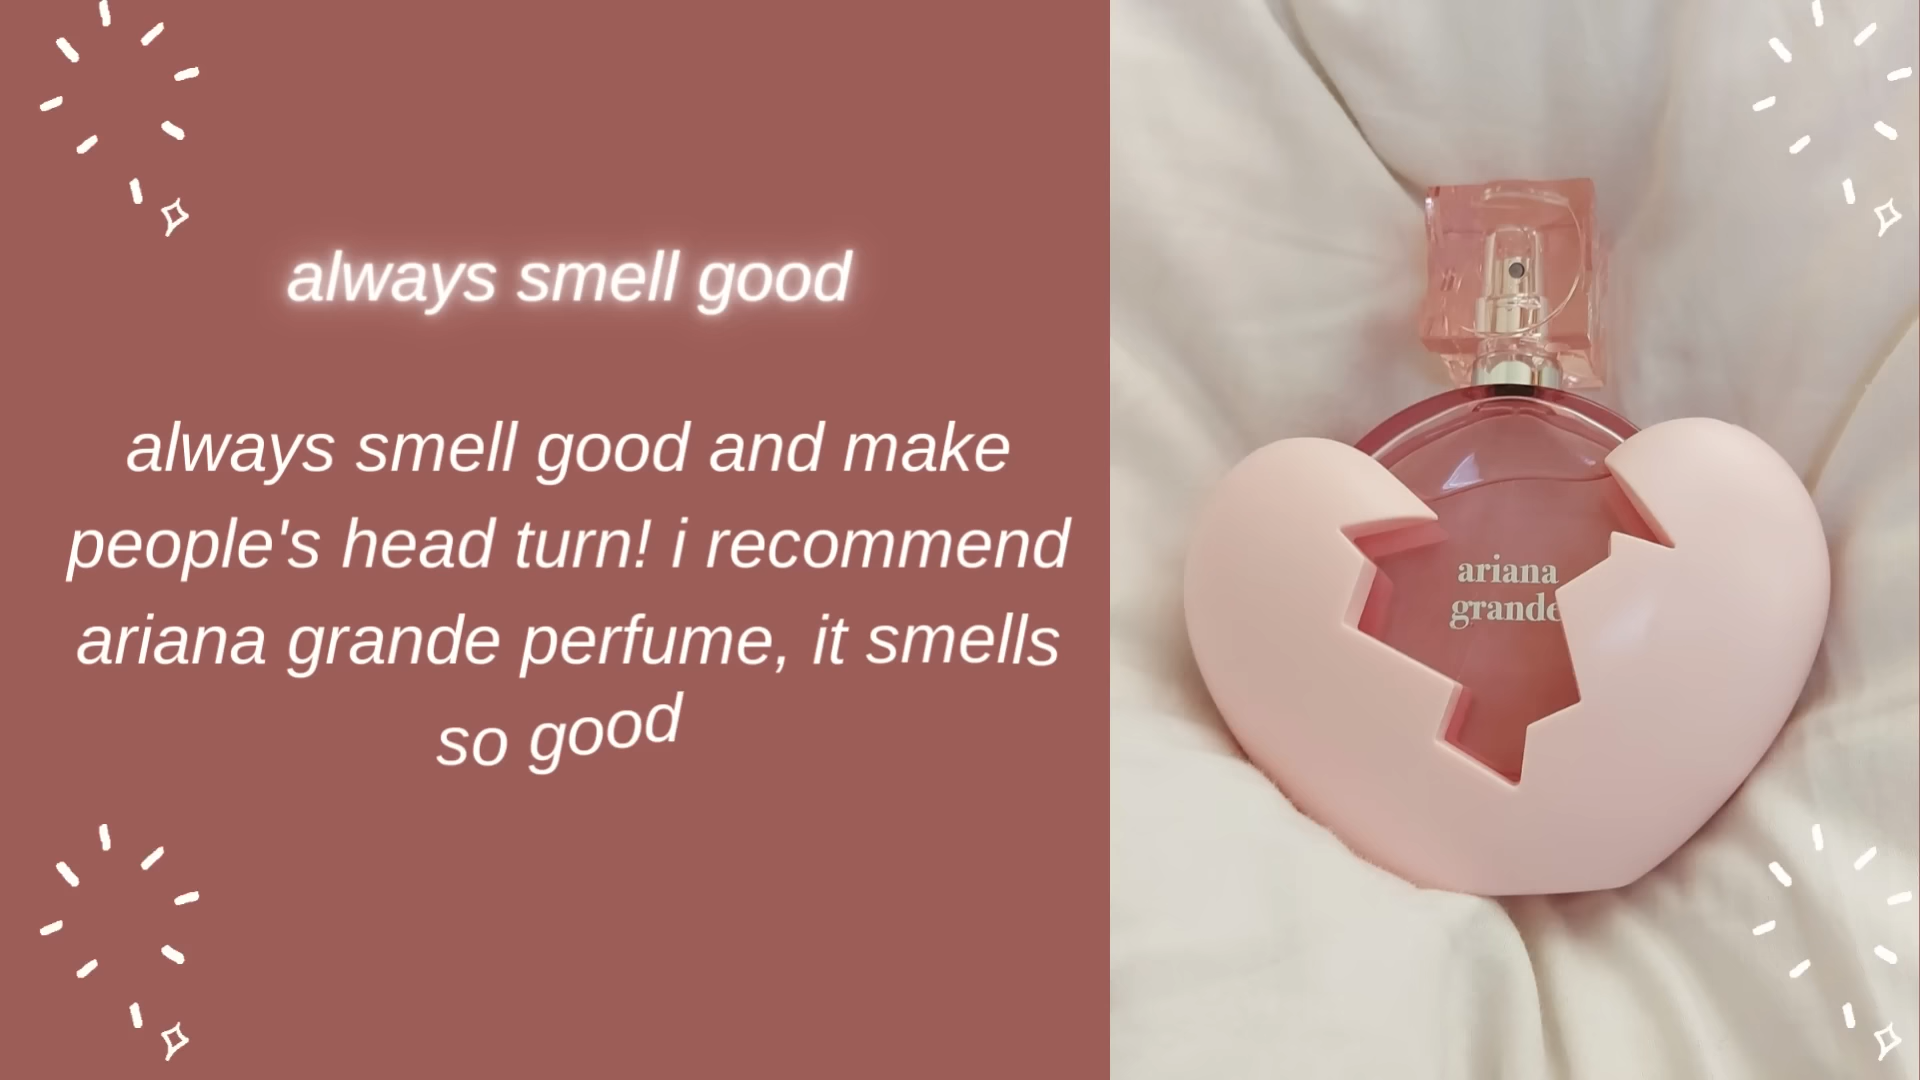 always smell good
always smell good and make
people's head turn! i recommend
ariana grande perfume, it smells
so good
ariana
grande